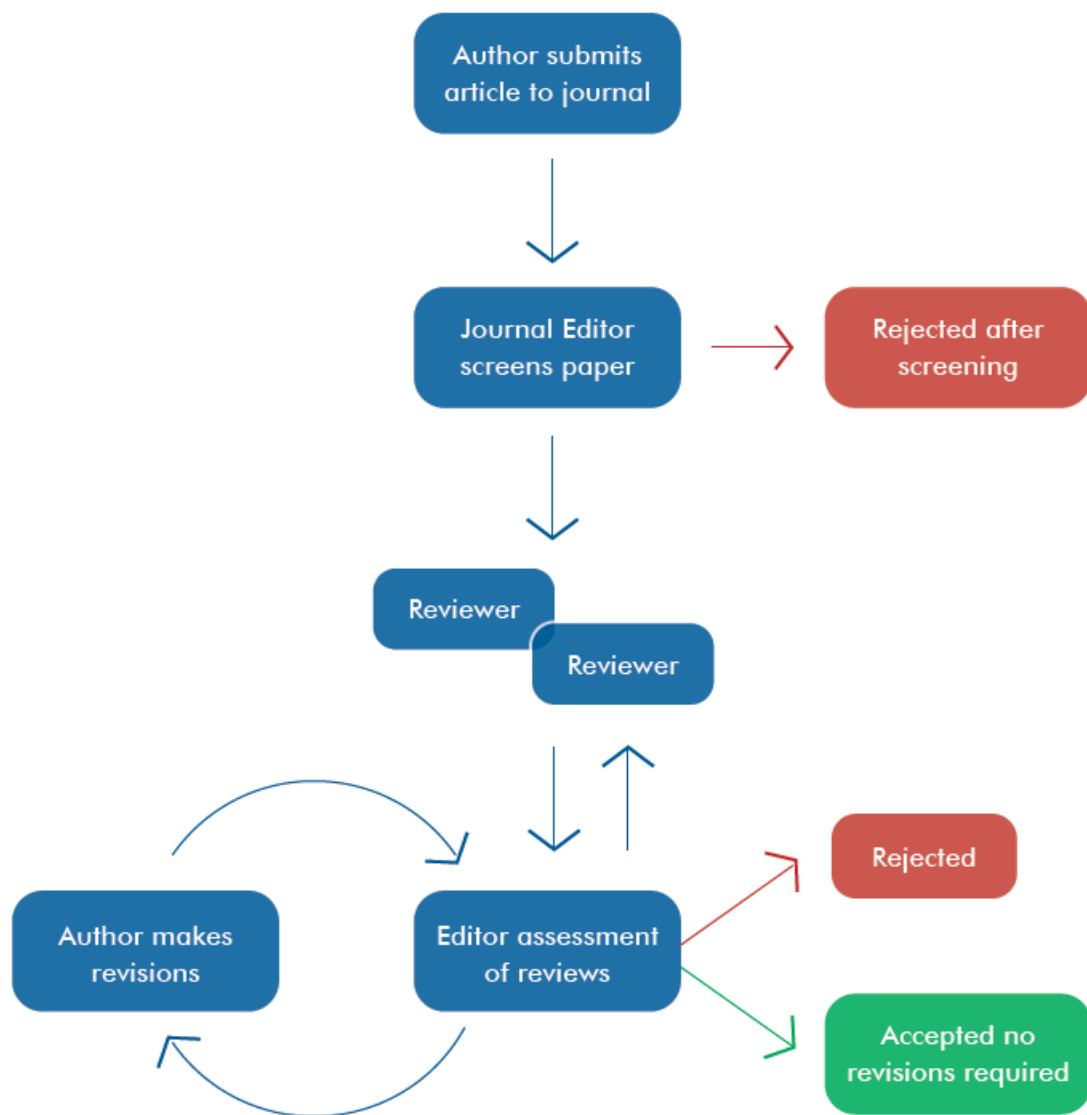 Author submits
article to journal
Journal Editor
screens paper
Rejected after
screening
Reviewer
Reviewer
Rejected
Author makes
revisions
Editor assessment
of reviews
Accepted no
revisions required